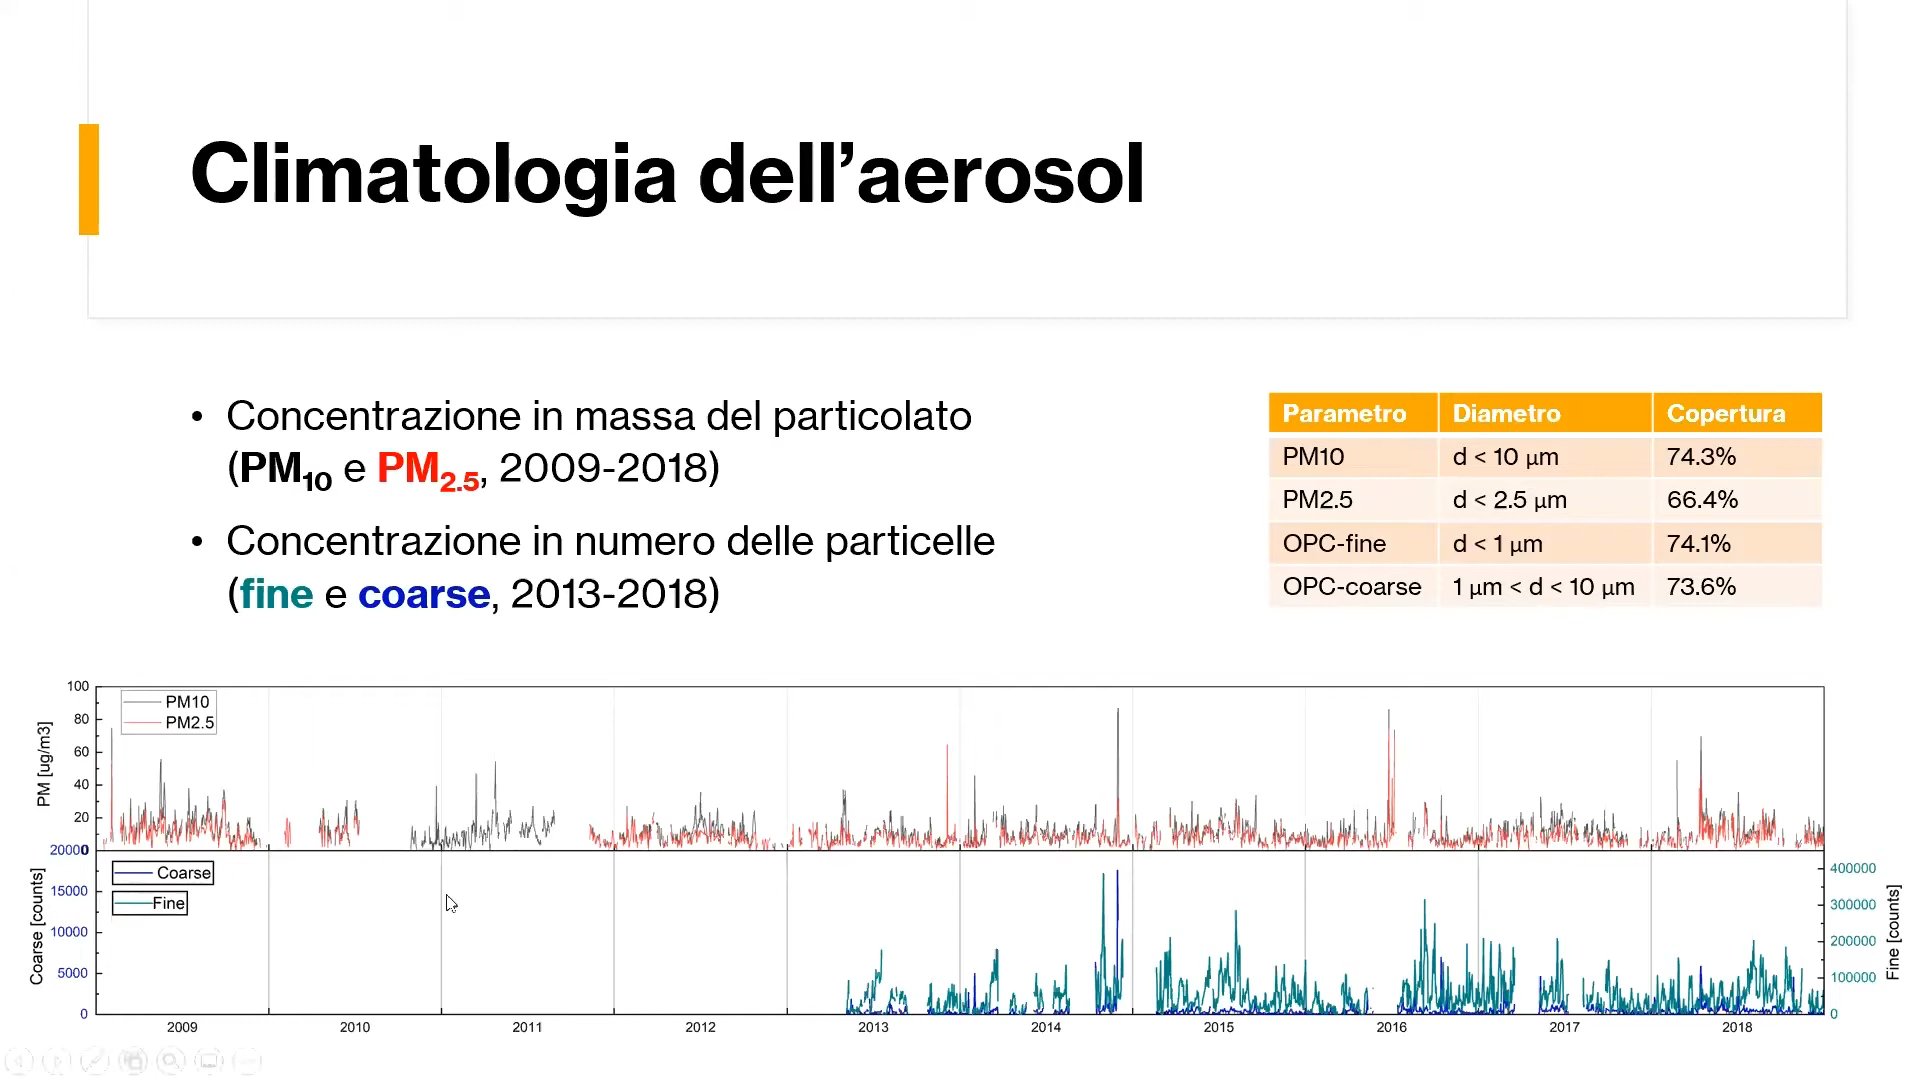 Climatologia dell’aerosol
• Concentrazione in massa del particolato
(PM10 e PM2.5, 2009-2018)
• Concentrazione in numero delle particelle
(fine e coarse, 2013-2018)
Parametro Diametro Copertura
PM10 d < 10 µm 74.3%
PM2.5 d < 2.5 µm 66.4%
OPC-fine d < 1 µm 74.1%
OPC-coarse 1 µm < d < 10 µm 73.6%
PM [ug/m3]
100
80
60
40
20
0
PM10
PM2.5
Coarse [counts]
20000
15000
10000
5000
0
Coarse
Fine
400000
300000
200000
100000
0
Fine [counts]
2009 2010 2011 2012 2013 2014 2015 2016 2017 2018